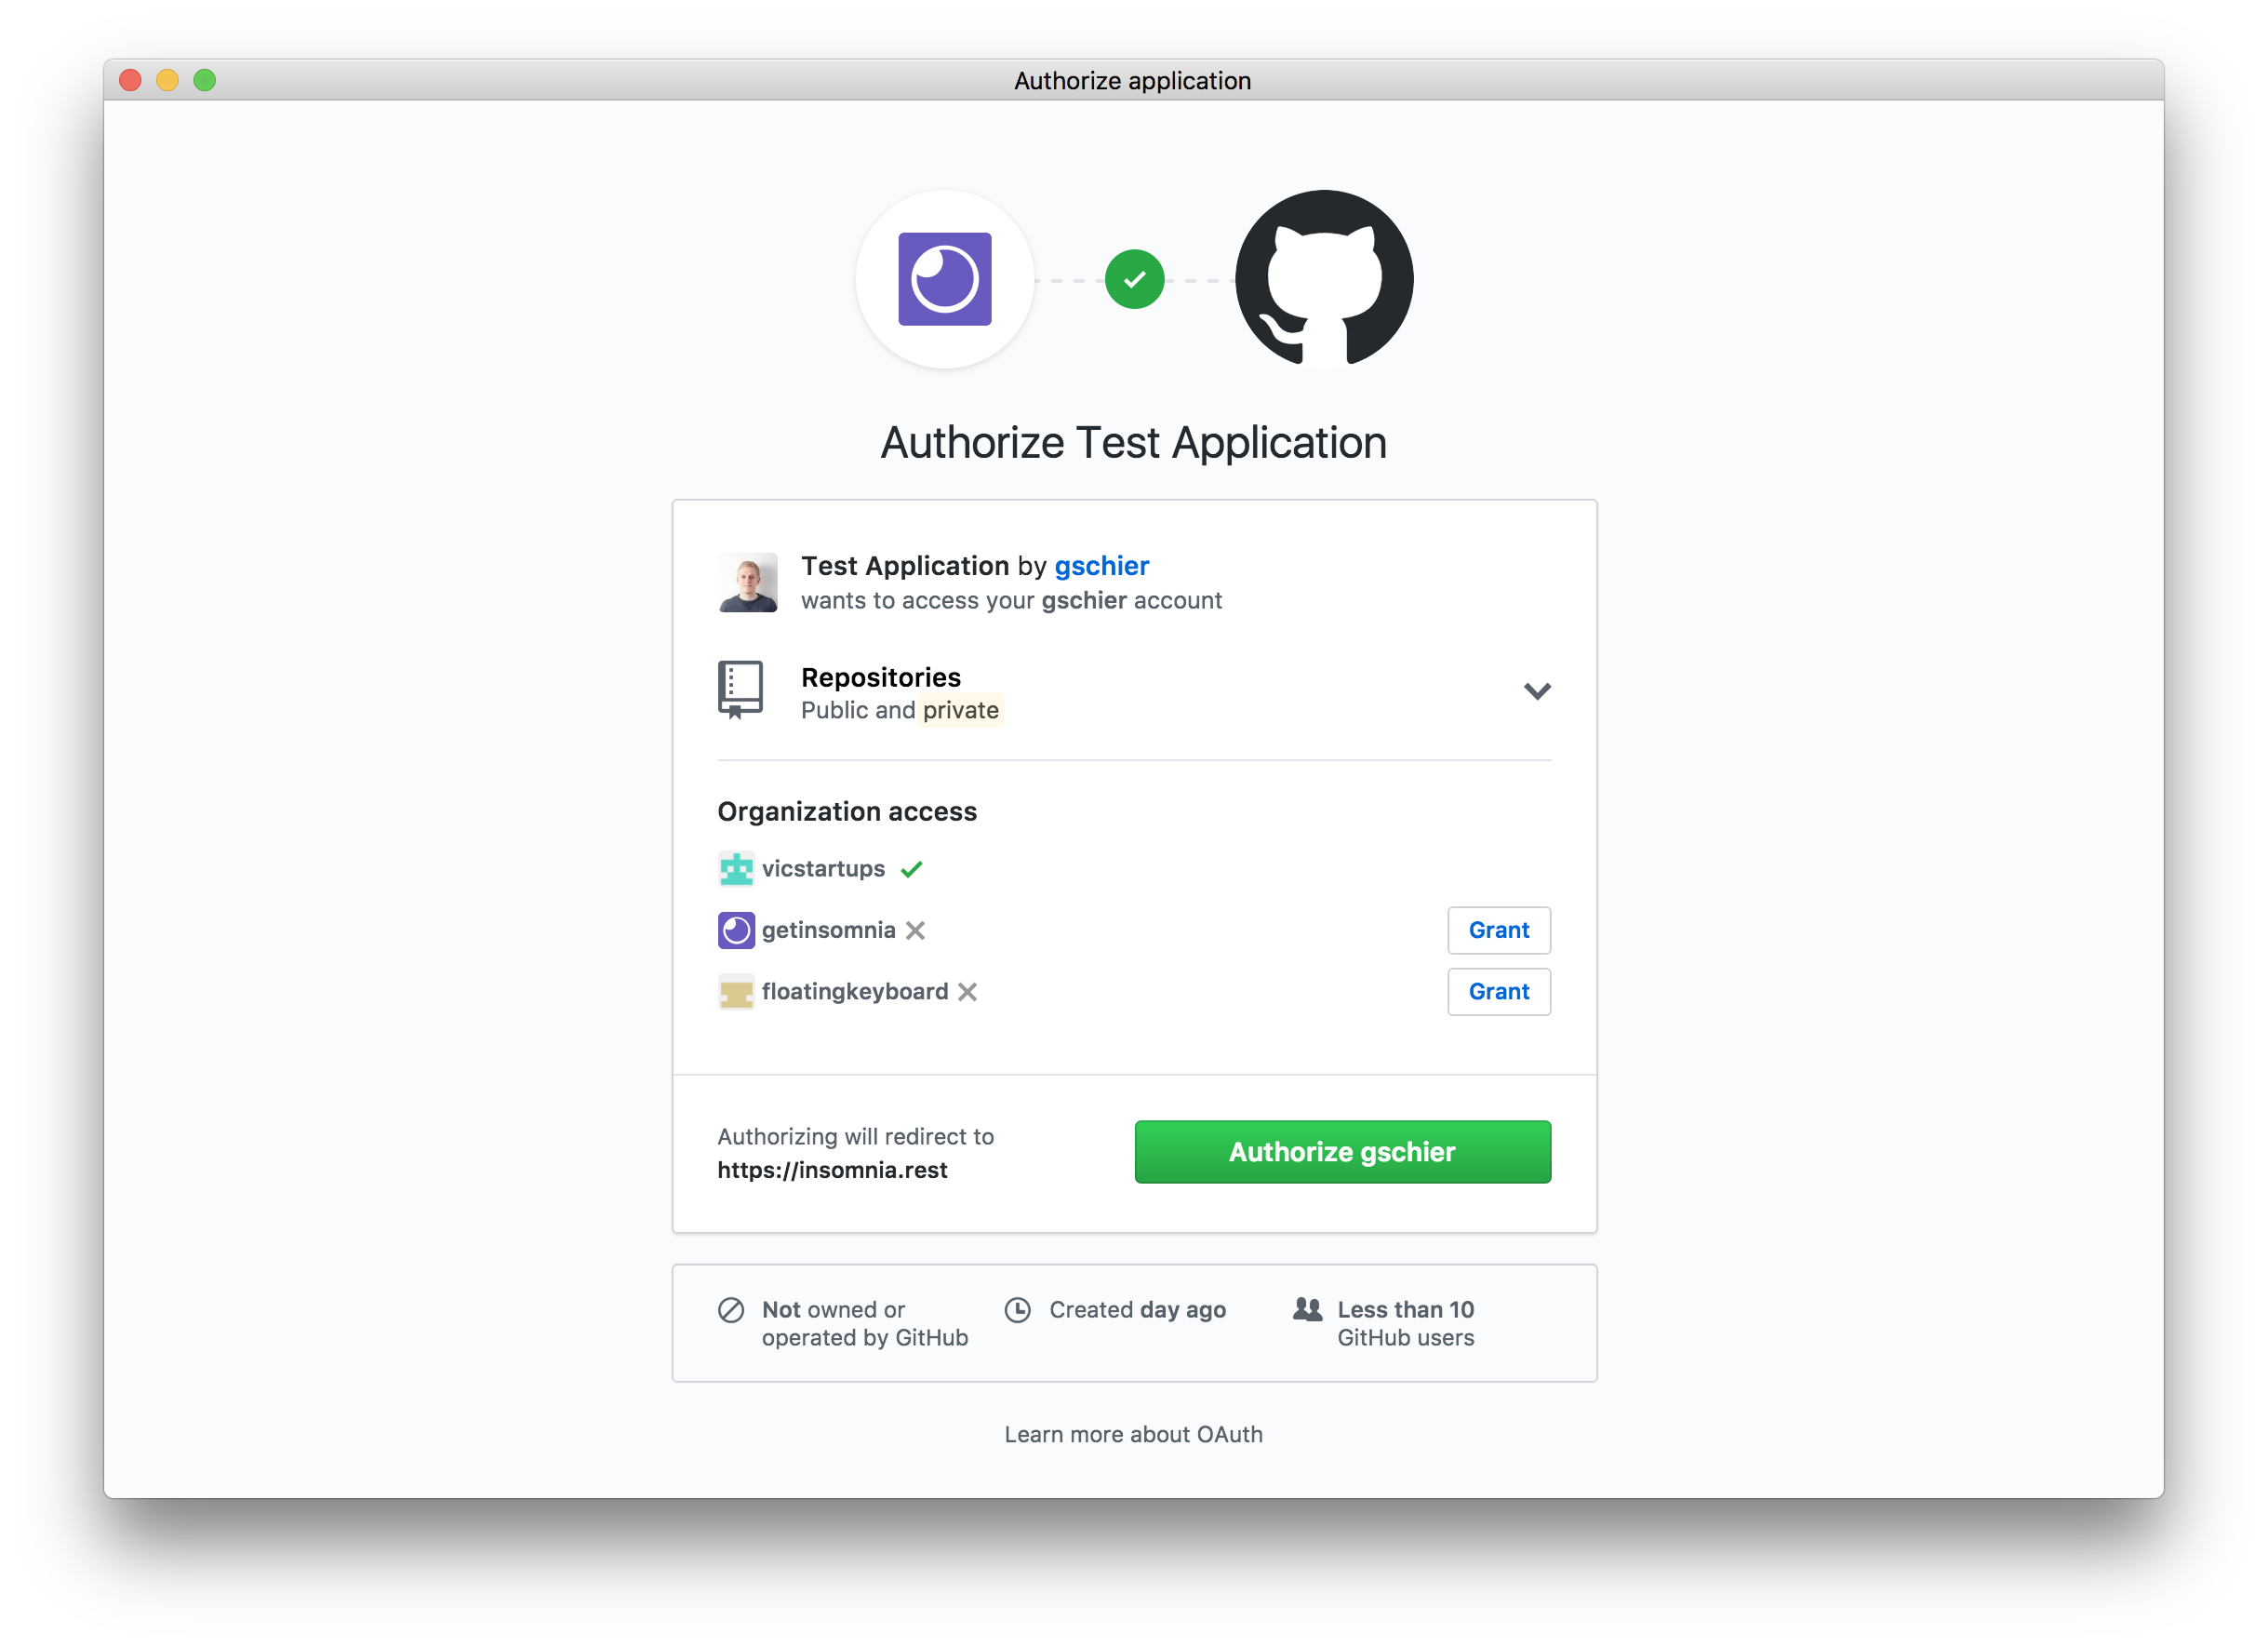 Authorize application
Authorize Test Application
Test Application by gschier
wants to access your gschier account
Repositories
Public and private
Organization access
vicstartups
getinsomnia
Grant
floatingkeyboard
Grant
Authorizing will redirect to
https://insomnia.rest
Authorize gschier
Not owned or
operated by GitHub
Created day ago
Less than 10
GitHub users
Learn more about OAuth